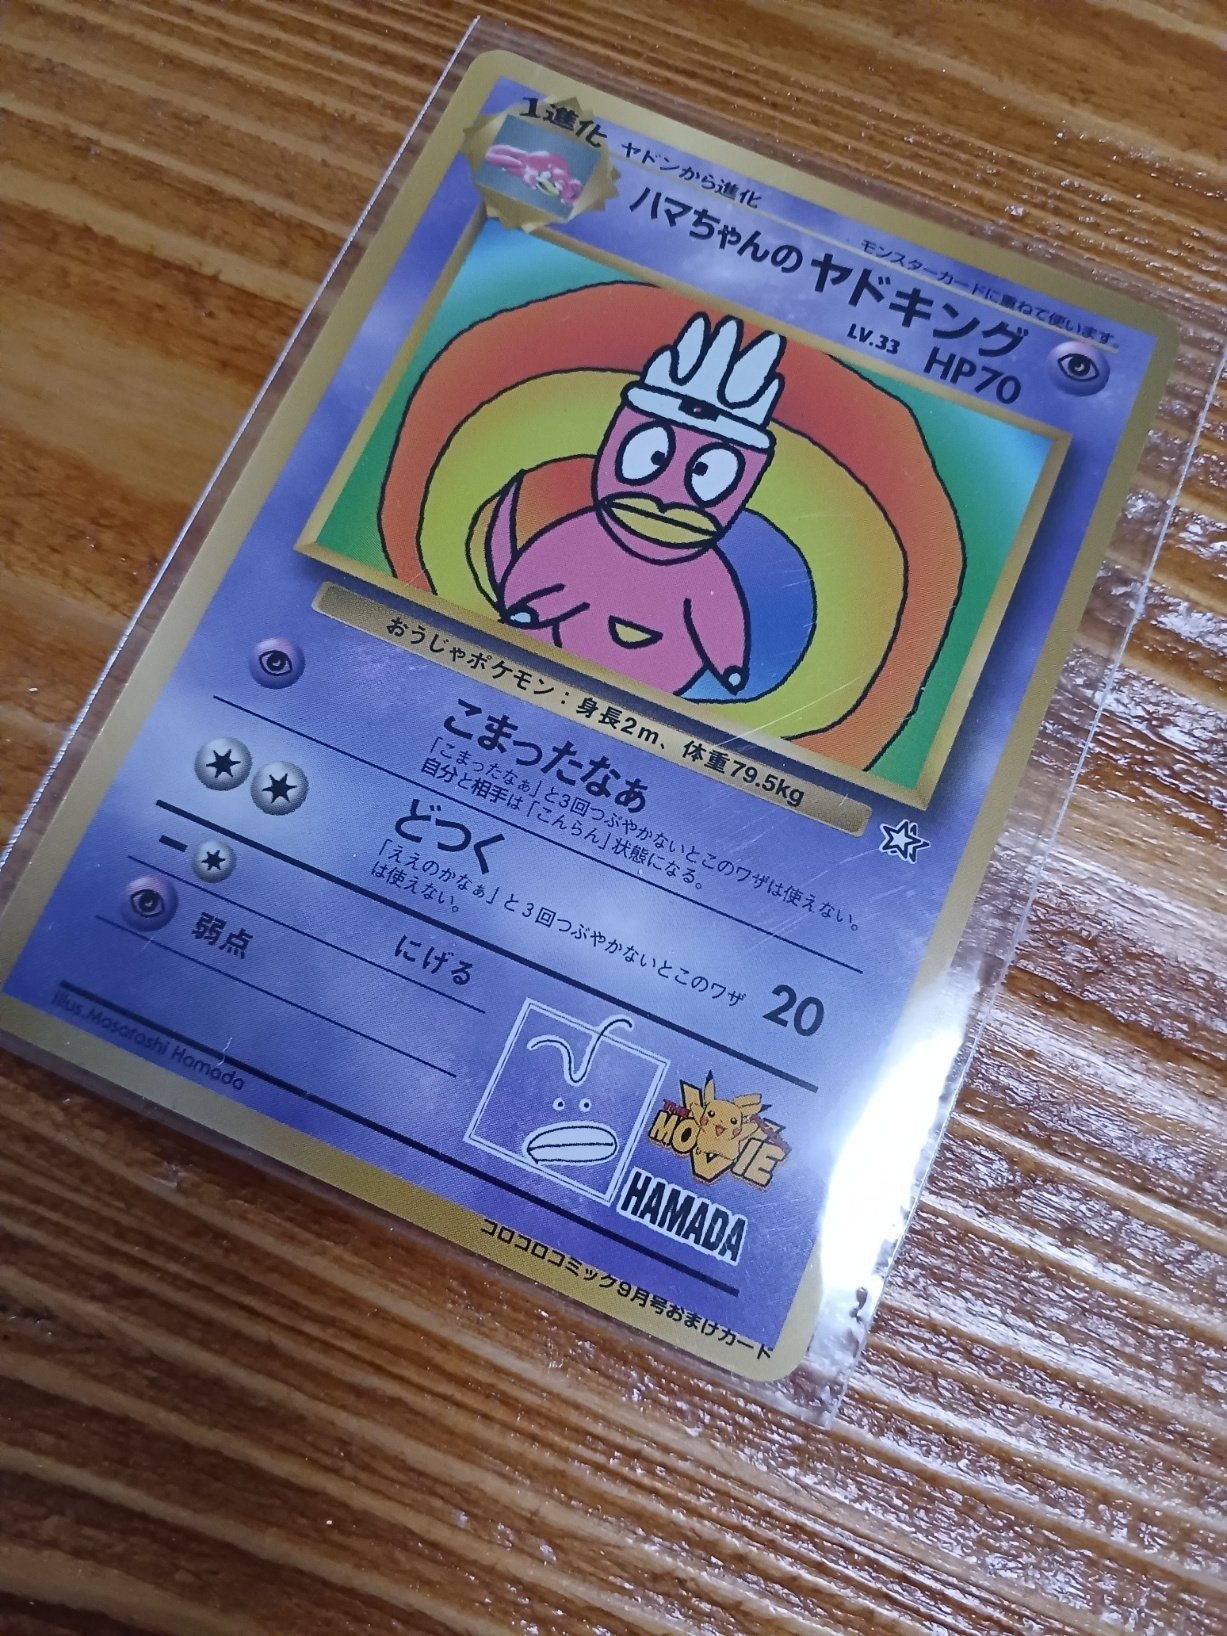 1進化
ヤドンから進化
モンスターカードに重ねて使います。
ハマちゃんのヤドキング
LV.33 HP70
おうじゃポケモン：身長2m、体重79.5kg
こまったなぁ
「こまったなぁ」と3回つぶやかないとこのワザは使えない。
自分と相手は「こんらん」状態になる。
どつく
「ええのかなぁ」と3回つぶやかないとこのワザ
は使えない。
20
弱点
にげる
Illus. Masatoshi Hamada
THE
MOVIE
HAMADA
コロコロコミック9月号おまけカード